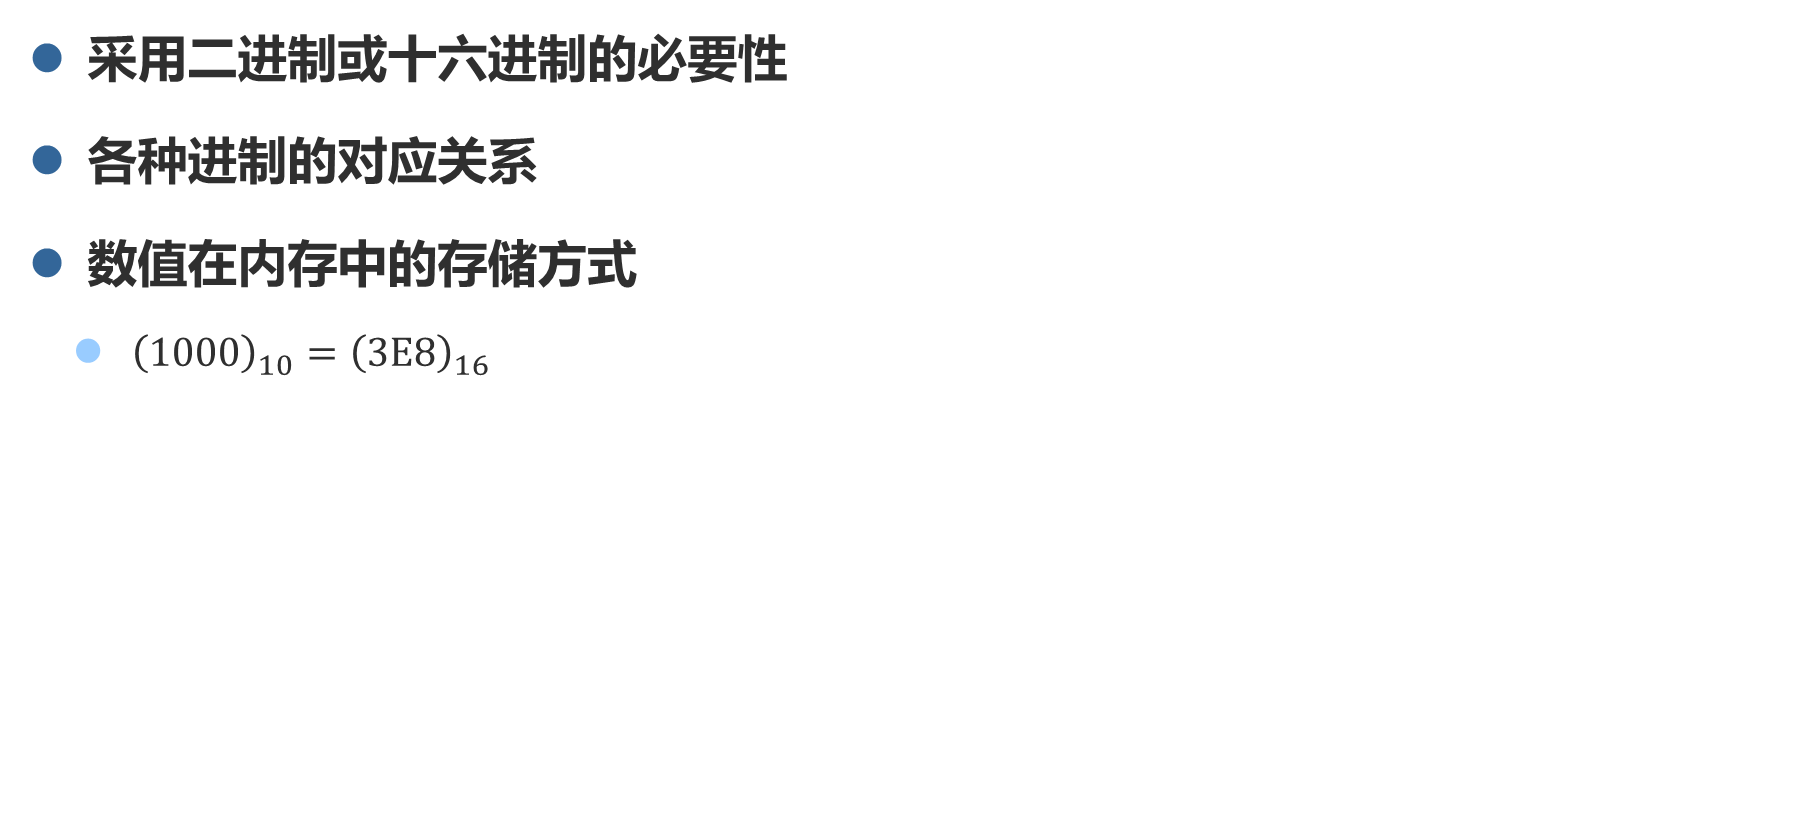 采用二进制或十六进制的必要性
各种进制的对应关系
数值在内存中的存储方式
(1000)₁₀ = (3E8)₁₆